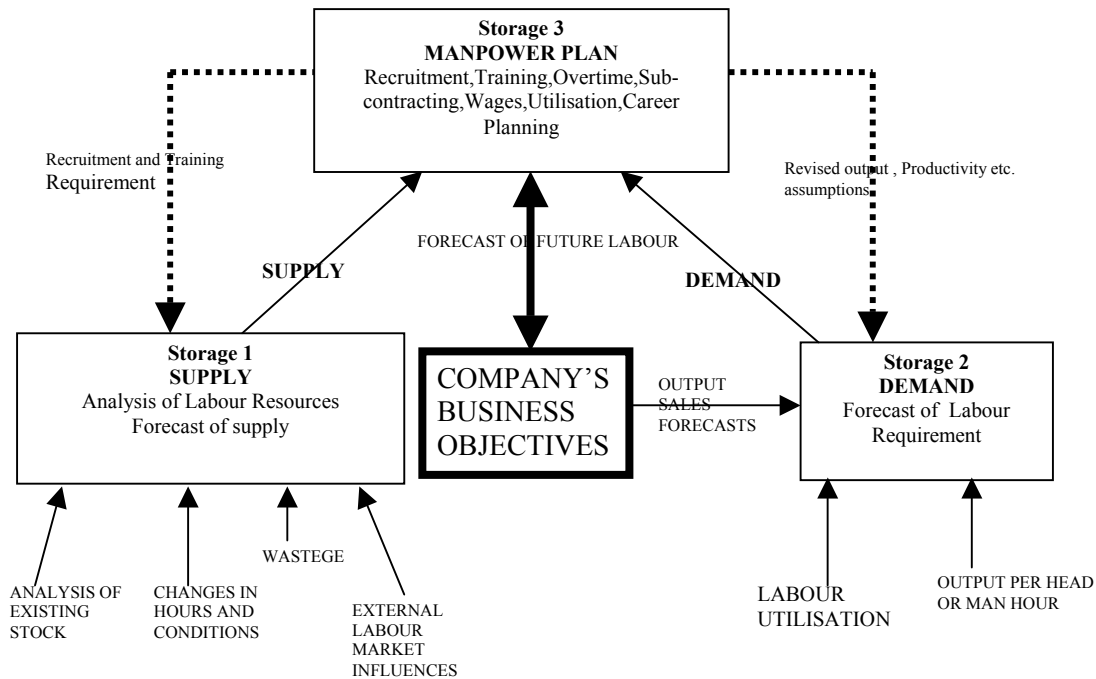 Storage 3
MANPOWER PLAN
Recruitment,Training,Overtime,Sub-
contracting,Wages,Utilisation,Career
Planning
Recruitment and Training
Requirement
Revised output , Productivity etc.
assumptions
FORECAST OF FUTURE LABOUR
SUPPLY
DEMAND
Storage 1
SUPPLY
Analysis of Labour Resources
Forecast of supply
COMPANY’S
BUSINESS
OBJECTIVES
OUTPUT
SALES
FORECASTS
Storage 2
DEMAND
Forecast of Labour
Requirement
ANALYSIS OF
EXISTING
STOCK
CHANGES IN
HOURS AND
CONDITIONS
WASTEGE
EXTERNAL
LABOUR
MARKET
INFLUENCES
LABOUR
UTILISATION
OUTPUT PER HEAD
OR MAN HOUR